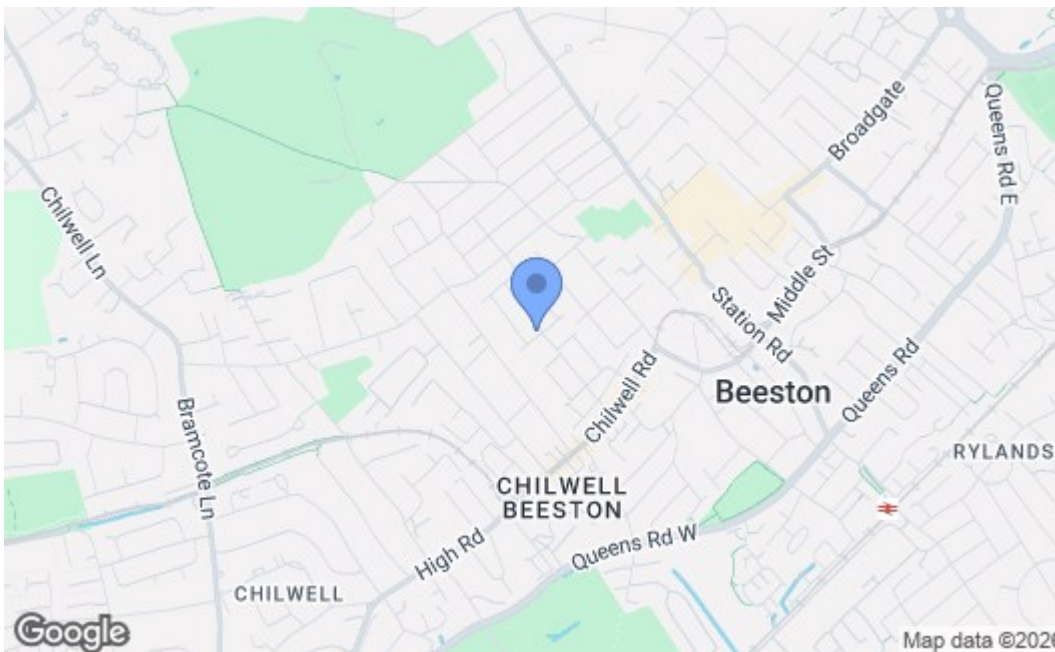 Broadgate
Queens Rd E
Chilwell Ln
Middle St
Station Rd
Queens Rd
Chilwell Rd
Beeston
Bramcote Ln
RYLANDS
CHILWELL
BEESTON
High Rd
Queens Rd W
CHILWELL
Google
Map data ©2026